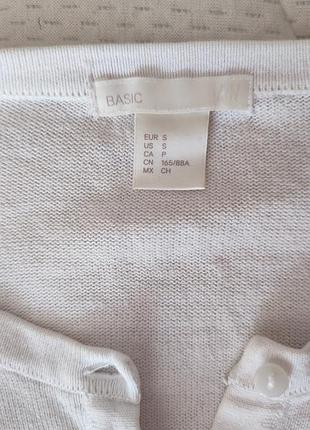 BASIC
EUR S
US S
CA P
CN 165/88A
MX CH